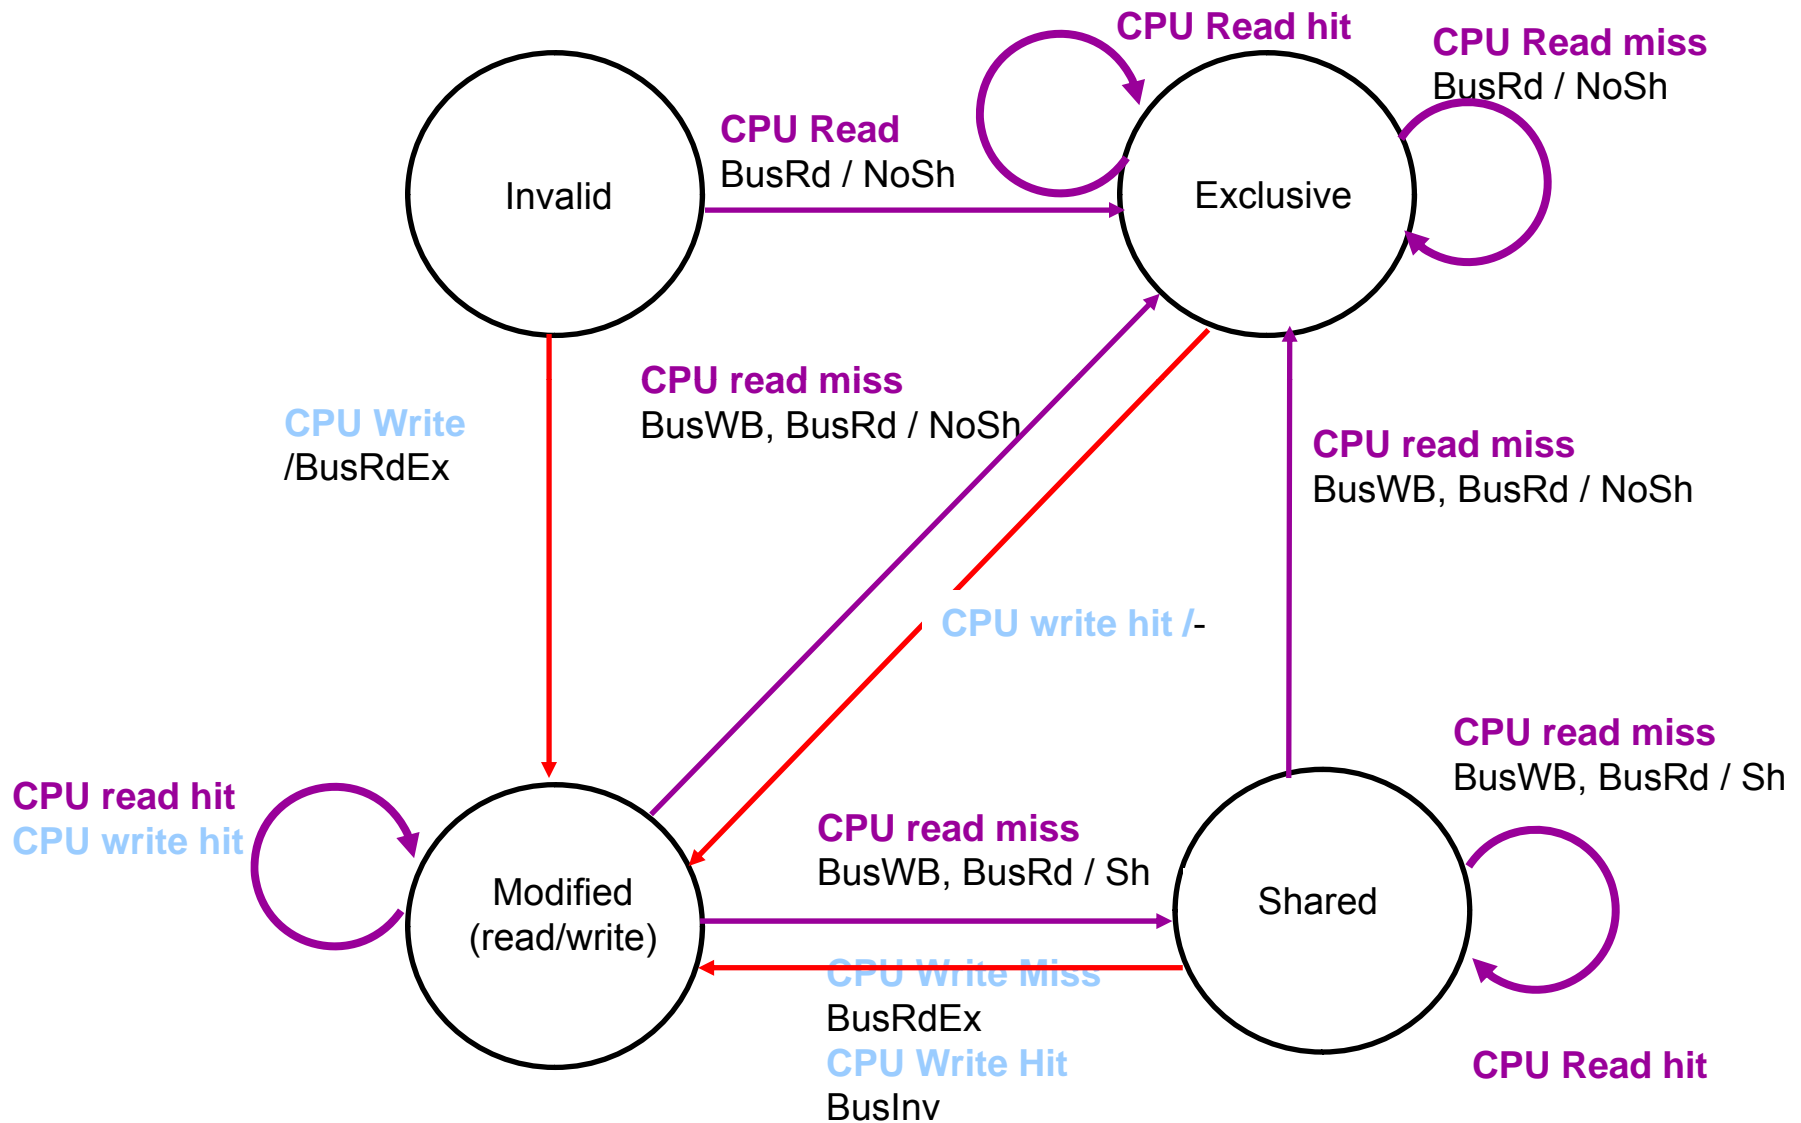 CPU Read hit
CPU Read miss
BusRd / NoSh
CPU Read
BusRd / NoSh
Invalid
Exclusive
CPU read miss
BusWB, BusRd / NoSh
CPU Write
/BusRdEx
CPU read miss
BusWB, BusRd / NoSh
CPU write hit /-
CPU read miss
BusWB, BusRd / Sh
CPU read hit
CPU write hit
CPU read miss
BusWB, BusRd / Sh
Modified
(read/write)
Shared
CPU Write Miss
BusRdEx
CPU Write Hit
BusInv
CPU Read hit